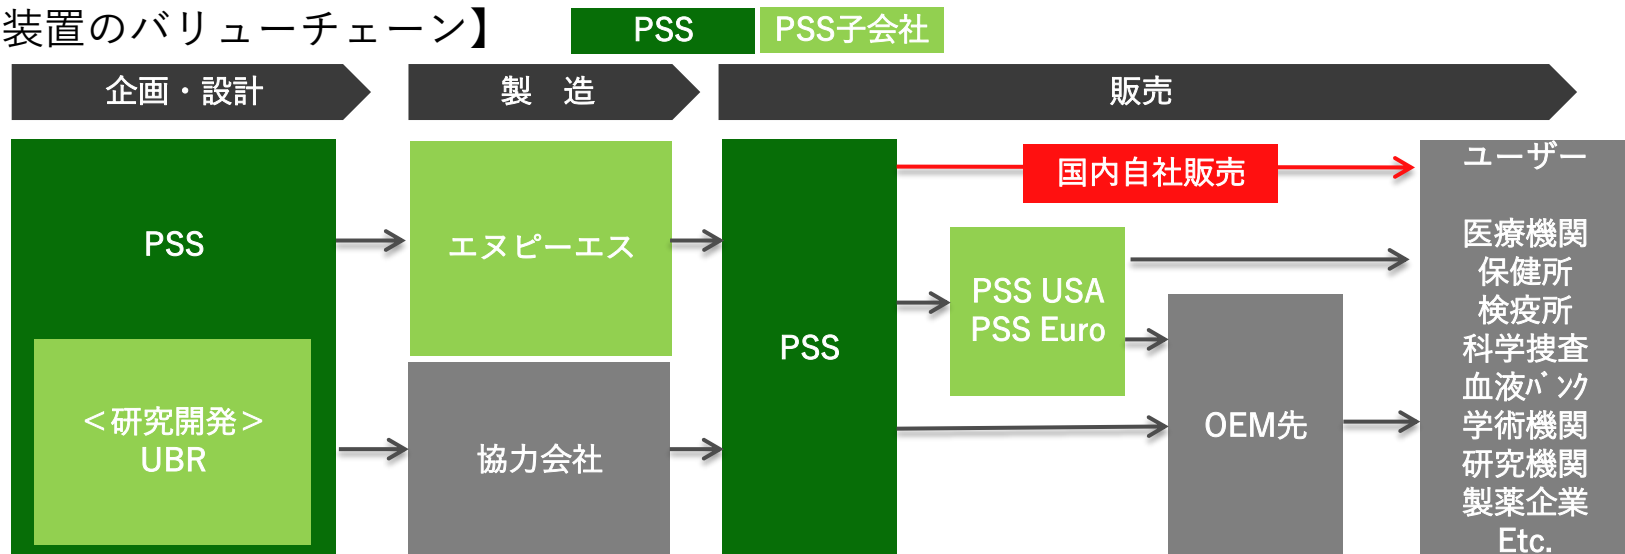 装置のバリューチェーン】
PSS
PSS子会社
企画・設計
製　造
販売
PSS
＜研究開発＞
UBR
エヌピーエス
協力会社
PSS
国内自社販売
PSS USA
PSS Euro
OEM先
ユーザー
医療機関
保健所
検疫所
科学捜査
血液ﾊﾞﾝｸ
学術機関
研究機関
製薬企業
Etc.